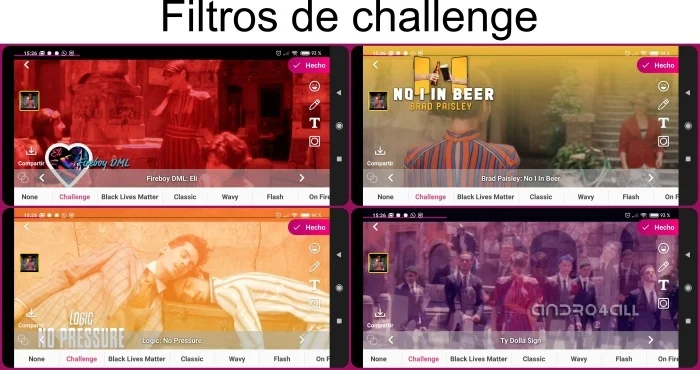 Filtros de challenge
15:26 93 %
Hecho
Compartir
Eli
Fireboy DML
Fireboy DML: Eli
None Challenge Black Lives Matter Classic Wavy Flash On Fire
15:26 93 %
Hecho
NO I IN BEER
BRAD PAISLEY
Compartir
Brad Paisley: No I In Beer
None Challenge Black Lives Matter Classic Wavy Flash On Fire
15:25 94 %
Hecho
Compartir
LOGIC
NO PRESSURE
Logic: No Pressure
None Challenge Black Lives Matter Classic Wavy Flash On F
15:26 93 %
Hecho
ANDRO4ALL
Compartir
Ty Dolla $ign
None Challenge Black Lives Matter Classic Wavy Flash On Fire